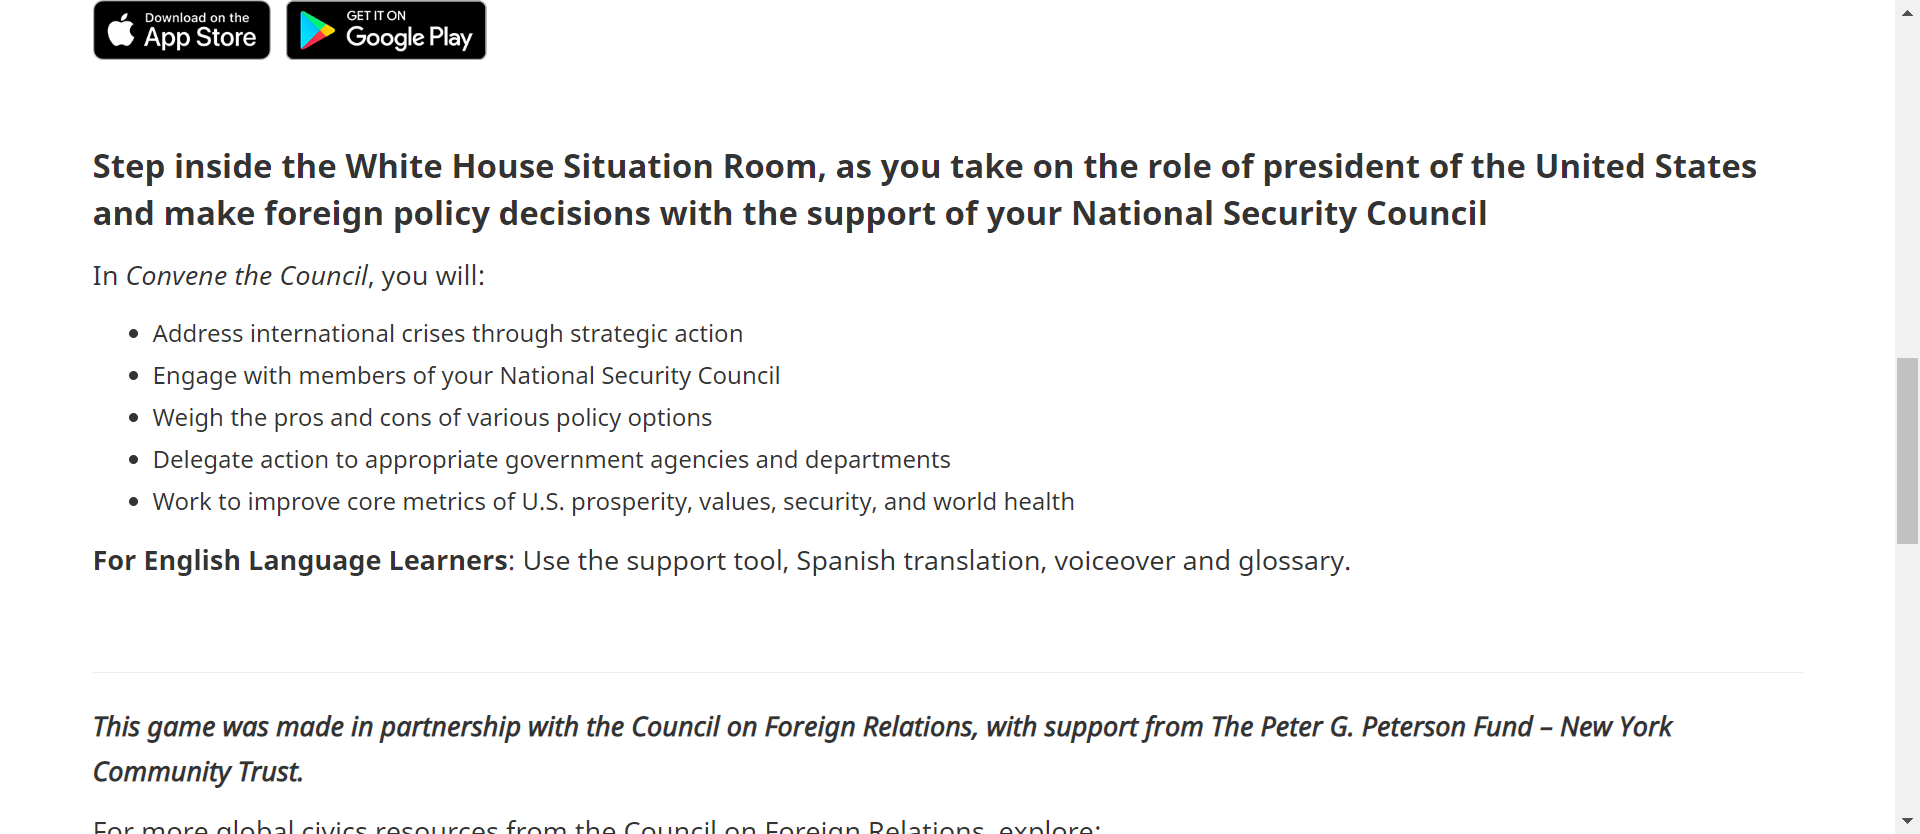 Download on the
App Store
GET IT ON
Google Play
Step inside the White House Situation Room, as you take on the role of president of the United States
and make foreign policy decisions with the support of your National Security Council
In Convene the Council, you will:
Address international crises through strategic action
Engage with members of your National Security Council
Weigh the pros and cons of various policy options
Delegate action to appropriate government agencies and departments
Work to improve core metrics of U.S. prosperity, values, security, and world health
For English Language Learners: Use the support tool, Spanish translation, voiceover and glossary.
This game was made in partnership with the Council on Foreign Relations, with support from The Peter G. Peterson Fund – New York
Community Trust.
For more global civics resources from the Council on Foreign Relations, explore: